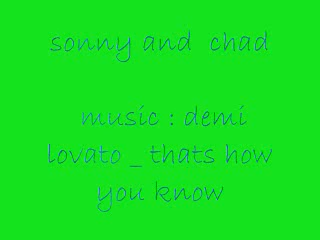 sonny and chad
music : demi
lovato _ thats how
you know